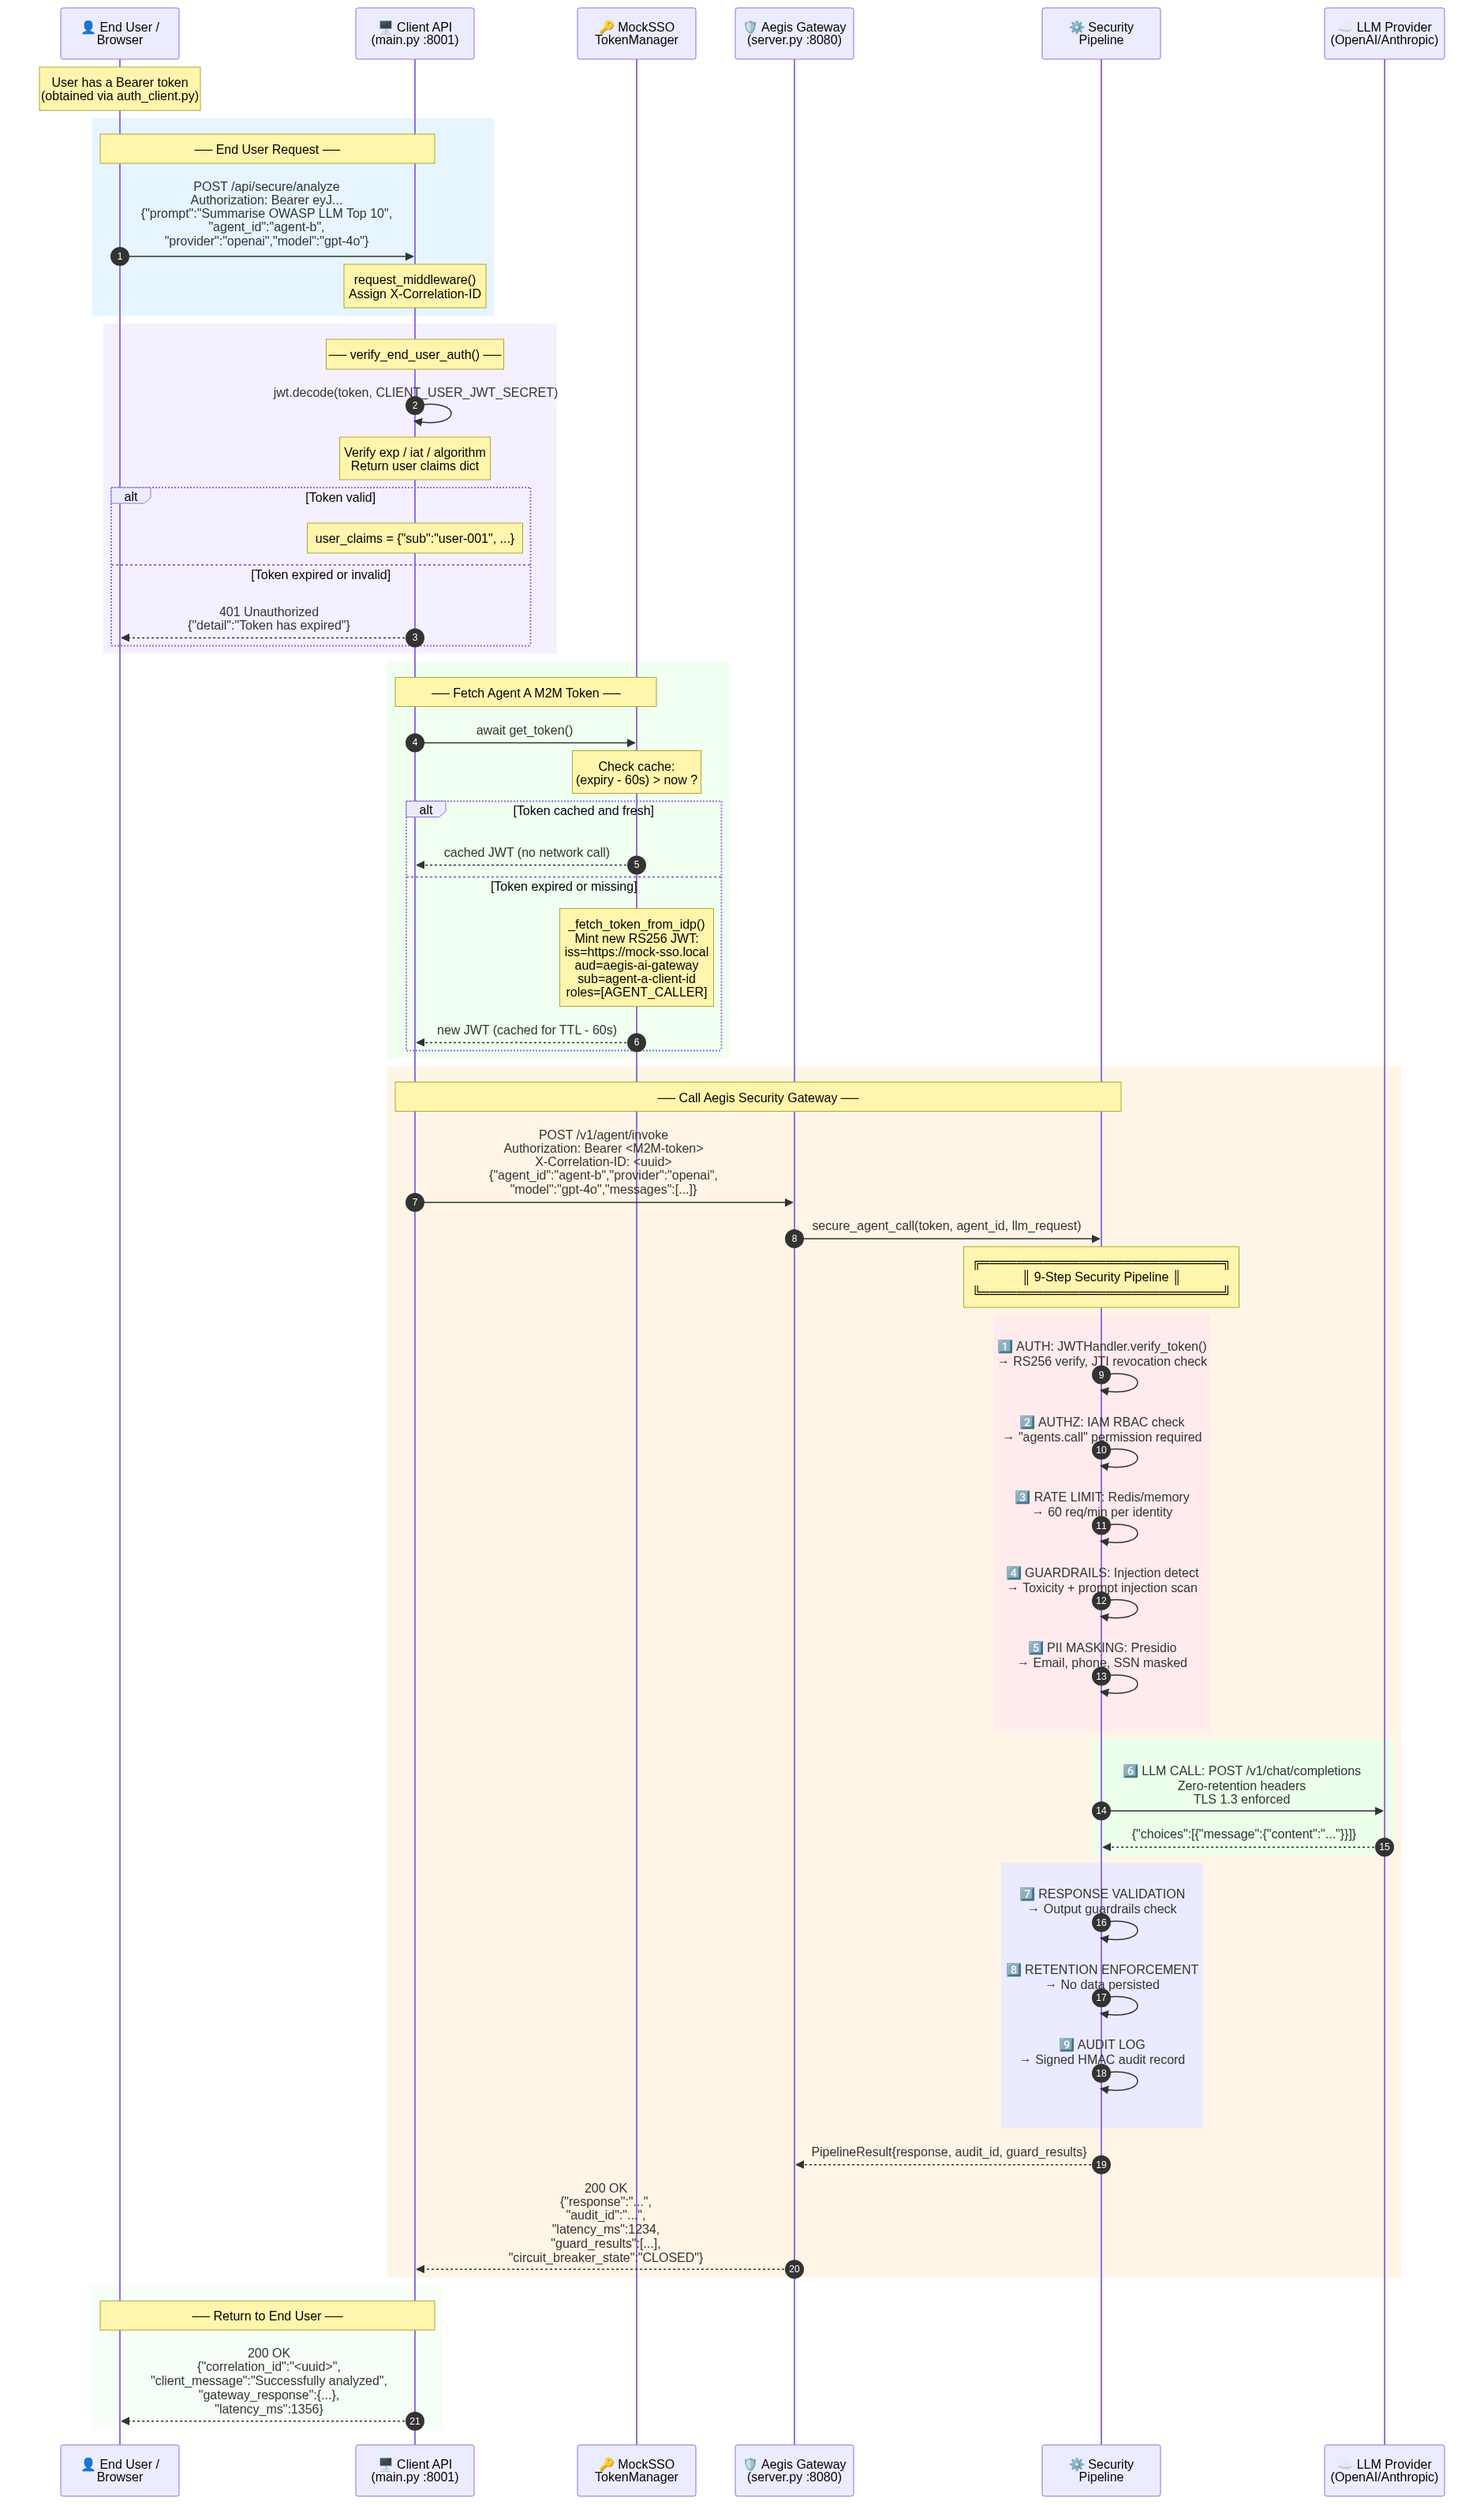 👤 End User /
Browser
🖥️ Client API
(main.py :8001)
🔑 MockSSO
TokenManager
🛡️ Aegis Gateway
(server.py :8080)
⚙️ Security
Pipeline
☁️ LLM Provider
(OpenAI/Anthropic)
User has a Bearer token
(obtained via auth_client.py)
── End User Request ──
POST /api/secure/analyze
Authorization: Bearer eyJ...
{"prompt":"Summarise OWASP LLM Top 10",
"agent_id":"agent-b",
"provider":"openai","model":"gpt-4o"}
1
request_middleware()
Assign X-Correlation-ID
── verify_end_user_auth() ──
jwt.decode(token, CLIENT_USER_JWT_SECRET)
2
Verify exp / iat / algorithm
Return user claims dict
alt
[Token valid]
user_claims = {"sub":"user-001", ...}
[Token expired or invalid]
401 Unauthorized
{"detail":"Token has expired"}
3
── Fetch Agent A M2M Token ──
await get_token()
4
Check cache:
(expiry - 60s) > now ?
alt
[Token cached and fresh]
cached JWT (no network call)
5
[Token expired or missing]
_fetch_token_from_idp()
Mint new RS256 JWT:
iss=https://mock-sso.local
aud=aegis-ai-gateway
sub=agent-a-client-id
roles=[AGENT_CALLER]
new JWT (cached for TTL - 60s)
6
── Call Aegis Security Gateway ──
POST /v1/agent/invoke
Authorization: Bearer <M2M-token>
X-Correlation-ID: <uuid>
{"agent_id":"agent-b","provider":"openai",
"model":"gpt-4o","messages":[...]}
7
secure_agent_call(token, agent_id, llm_request)
8
╔══════════════════════════════╗
║ 9-Step Security Pipeline ║
╚══════════════════════════════╝
1️⃣ AUTH: JWTHandler.verify_token()
→ RS256 verify, JTI revocation check
9
2️⃣ AUTHZ: IAM RBAC check
→ "agents.call" permission required
10
3️⃣ RATE LIMIT: Redis/memory
→ 60 req/min per identity
11
4️⃣ GUARDRAILS: Injection detect
→ Toxicity + prompt injection scan
12
5️⃣ PII MASKING: Presidio
→ Email, phone, SSN masked
13
6️⃣ LLM CALL: POST /v1/chat/completions
Zero-retention headers
TLS 1.3 enforced
14
{"choices":[{"message":{"content":"..."}}]}
15
7️⃣ RESPONSE VALIDATION
→ Output guardrails check
16
8️⃣ RETENTION ENFORCEMENT
→ No data persisted
17
9️⃣ AUDIT LOG
→ Signed HMAC audit record
18
PipelineResult{response, audit_id, guard_results}
19
200 OK
{"response":"...",
"audit_id":"...",
"latency_ms":1234,
"guard_results":[...],
"circuit_breaker_state":"CLOSED"}
20
── Return to End User ──
200 OK
{"correlation_id":"<uuid>",
"client_message":"Successfully analyzed",
"gateway_response":{...},
"latency_ms":1356}
21
👤 End User /
Browser
🖥️ Client API
(main.py :8001)
🔑 MockSSO
TokenManager
🛡️ Aegis Gateway
(server.py :8080)
⚙️ Security
Pipeline
☁️ LLM Provider
(OpenAI/Anthropic)